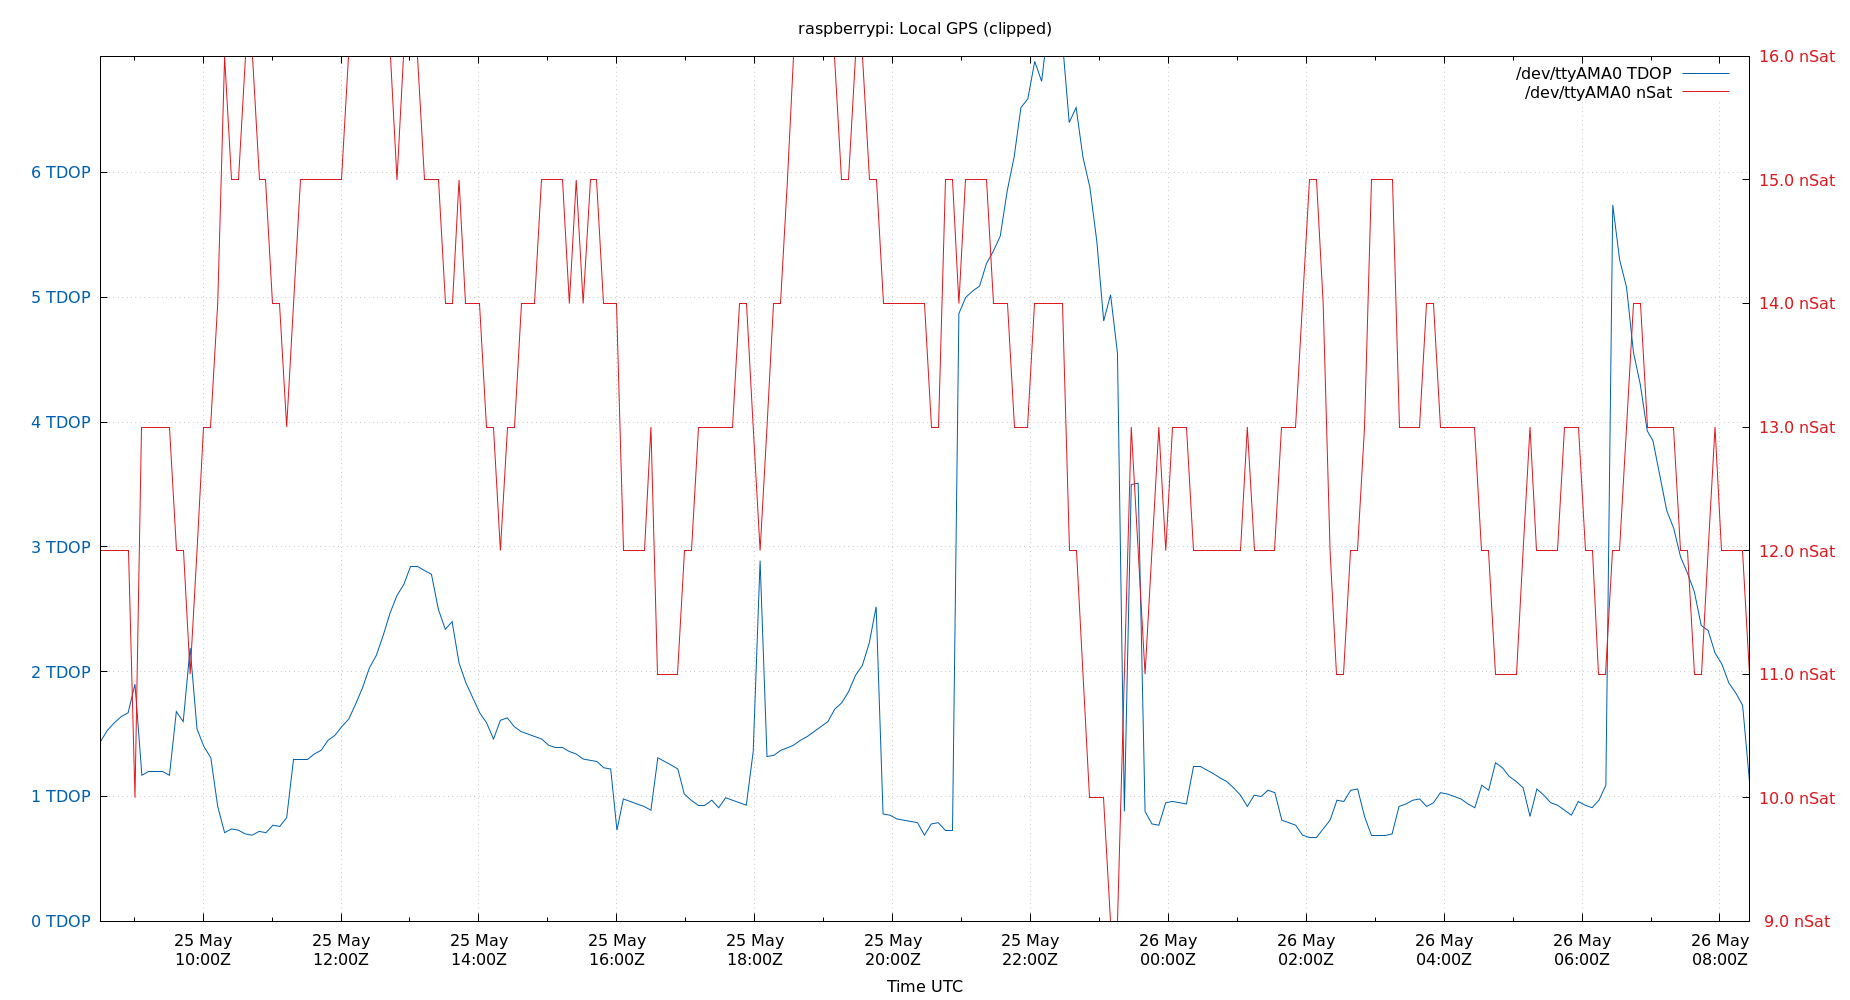 raspberrypi: Local GPS (clipped)
/dev/ttyAMA0 TDOP
/dev/ttyAMA0 nSat
6 TDOP
5 TDOP
4 TDOP
3 TDOP
2 TDOP
1 TDOP
0 TDOP
16.0 nSat
15.0 nSat
14.0 nSat
13.0 nSat
12.0 nSat
11.0 nSat
10.0 nSat
9.0 nSat
25 May
10:00Z
25 May
12:00Z
25 May
14:00Z
25 May
16:00Z
25 May
18:00Z
25 May
20:00Z
25 May
22:00Z
26 May
00:00Z
26 May
02:00Z
26 May
04:00Z
26 May
06:00Z
26 May
08:00Z
Time UTC